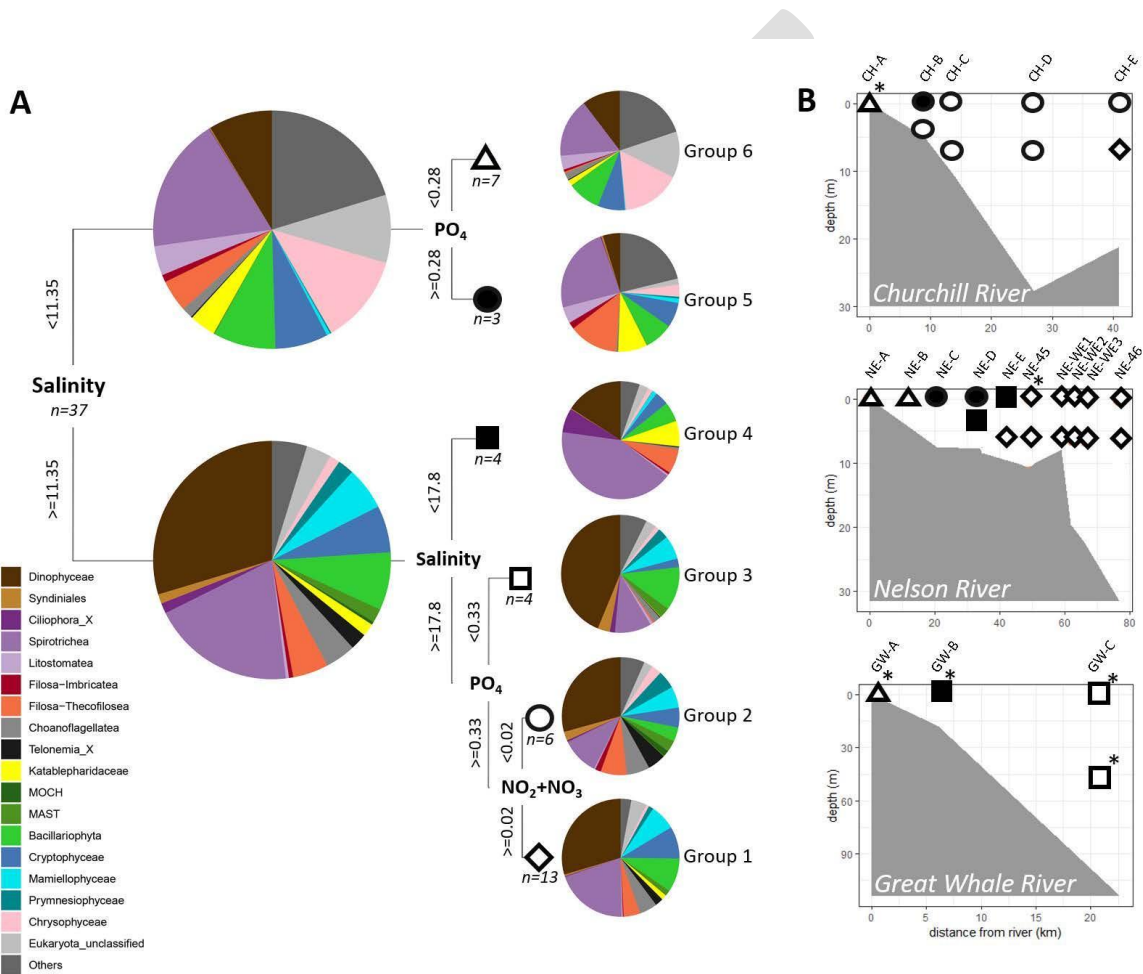 A
Group 6
<0.28
n=7
PO4
>=0.28
n=3
Group 5
<11.35
Salinity
n=37
>=11.35
Group 4
<17.8
n=4
Salinity
>=17.8
Group 3
<0.33
n=4
PO4
>=0.33
Group 2
<0.02
n=6
NO2+NO3
>=0.02
n=13
Group 1
Dinophyceae
Syndiniales
Ciliophora_X
Spirotrichea
Litostomatea
Filosa-Imbricatea
Filosa-Thecofilosea
Choanoflagellatea
Telonemia_X
Katablepharidaceae
MOCH
MAST
Bacillariophyta
Cryptophyceae
Mamiellophyceae
Prymnesiophyceae
Chrysophyceae
Eukaryota_unclassified
Others
B
CH-A CH-B CH-C CH-D CH-E
*
depth (m)
0
10
20
30
Churchill River
0 10 20 30 40
NE-A NE-B NE-C NE-D NE-E NE-45 NE-WE1 NE-WE2 NE-WE3 NE-46
*
depth (m)
0
10
20
30
Nelson River
0 20 40 60 80
GW-A GW-B GW-C
* * *
*
depth (m)
0
30
60
90
Great Whale River
0 5 10 15 20
distance from river (km)